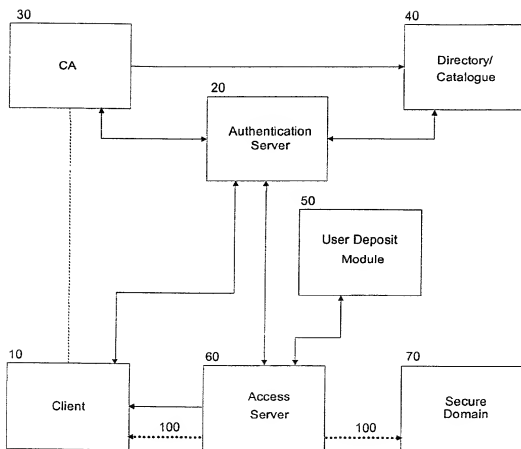 30
CA
40
Directory/
Catalogue
20
Authentication
Server
50
User Deposit
Module
10
Client
60
Access
Server
70
Secure
Domain
100
100